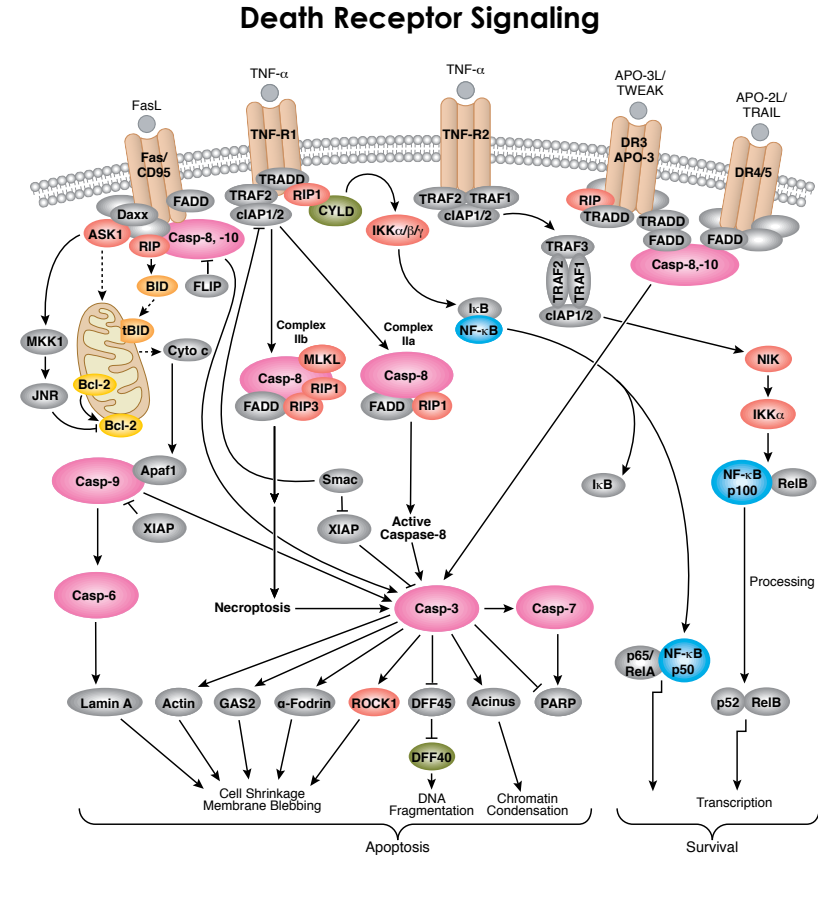 Death Receptor Signaling
FasL
TNF-α
TNF-α
APO-3L/
TWEAK
APO-2L/
TRAIL
Fas/
CD95
TNF-R1
TNF-R2
DR3
APO-3
DR4/5
FADD
Daxx
ASK1
RIP
Casp-8, -10
TRADD
TRAF2
RIP1
cIAP1/2
CYLD
IKKα/β/γ
TRAF2
TRAF1
cIAP1/2
RIP
TRADD
TRADD
FADD
FADD
Casp-8,-10
TRAF3
TRAF2
TRAF1
cIAP1/2
BID
FLIP
tBID
Cyto c
MKK1
JNR
Bcl-2
Bcl-2
IκB
NF-κB
Complex
IIb
MLKL
Casp-8
RIP1
FADD
RIP3
Complex
IIa
Casp-8
FADD
RIP1
NIK
IKKα
NF-κB
p100
RelB
IκB
Casp-9
Apaf1
XIAP
Smac
XIAP
Active
Caspase-8
Processing
Casp-6
Necroptosis
Casp-3
Casp-7
p65/
RelA
NF-κB
p50
Lamin A
Actin
GAS2
α-Fodrin
ROCK1
DFF45
Acinus
PARP
p52
RelB
DFF40
Cell Shrinkage
Membrane Blebbing
DNA
Fragmentation
Chromatin
Condensation
Transcription
Apoptosis
Survival